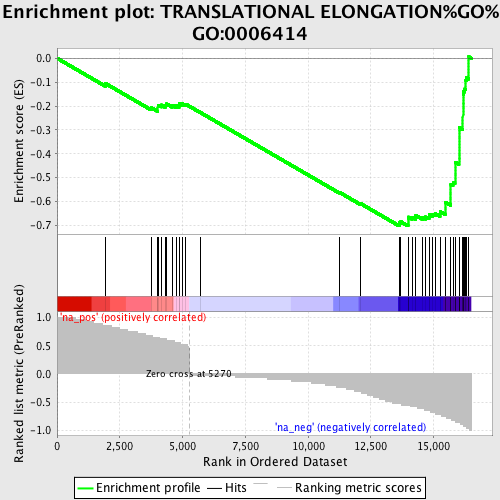 Enrichment plot: TRANSLATIONAL ELONGATION%GO%
GO:0006414
Enrichment score (ES)
0.0
-0.1
-0.2
-0.3
-0.4
-0.5
-0.6
-0.7
Ranked list metric (PreRanked)
1.0
0.5
0.0
-0.5
-1.0
'na_pos' (positively correlated)
Zero cross at 5270
'na_neg' (negatively correlated)
0 2,500 5,000 7,500 10,000 12,500 15,000
Rank in Ordered Dataset
Enrichment profile Hits Ranking metric scores